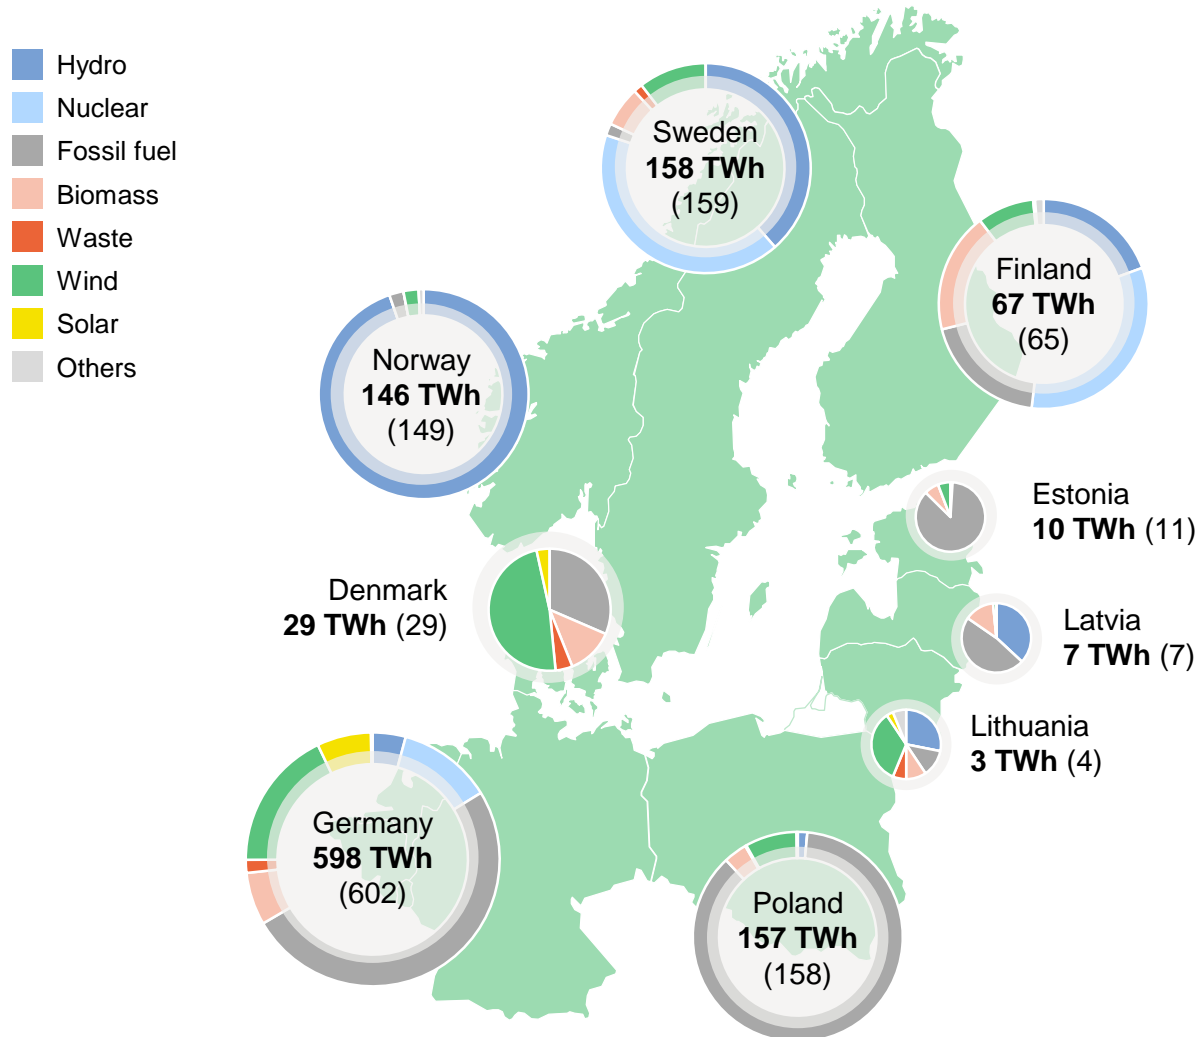 Hydro
Nuclear
Fossil fuel
Biomass
Waste
Wind
Solar
Others
Sweden
158 TWh
(159)
Finland
67 TWh
(65)
Norway
146 TWh
(149)
Estonia
10 TWh (11)
Denmark
29 TWh (29)
Latvia
7 TWh (7)
Lithuania
3 TWh (4)
Germany
598 TWh
(602)
Poland
157 TWh
(158)